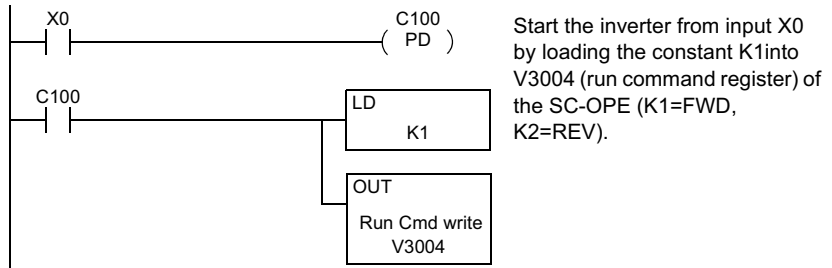 X0
C100
PD
Start the inverter from input X0
by loading the constant K1into
V3004 (run command register) of
the SC-OPE (K1=FWD,
K2=REV).
C100
LD
K1
OUT
Run Cmd write
V3004